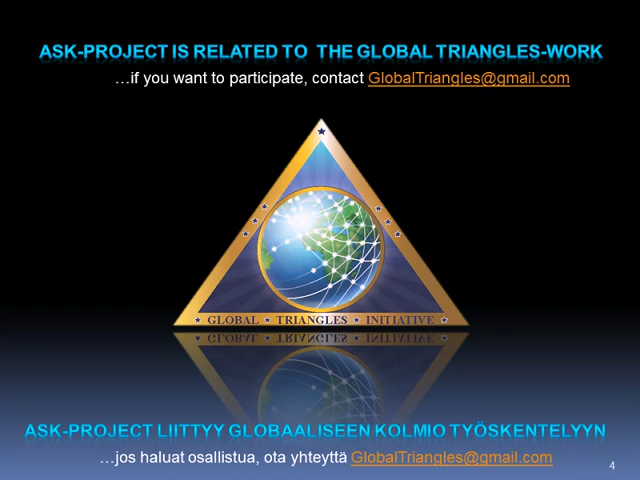 ASK-PROJECT IS RELATED TO THE GLOBAL TRIANGLES-WORK
…if you want to participate, contact GlobalTriangles@gmail.com
★ GLOBAL ★ TRIANGLES ★ INITIATIVE ★
ASK-PROJECT LIITTYY GLOBAALISEEN KOLMIO TYÖSKENTELYYN
…jos haluat osallistua, ota yhteyttä GlobalTriangles@gmail.com
4